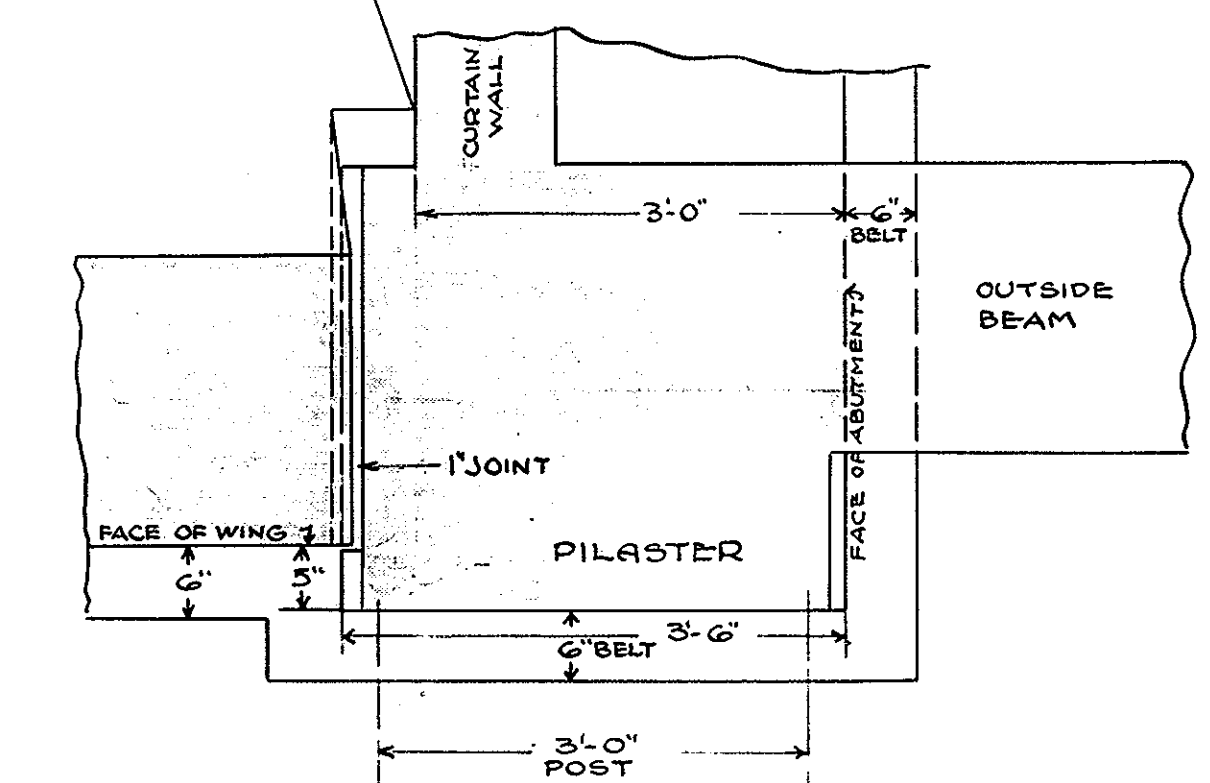 CURTAIN
WALL
3'-0"
6"
BELT
OUTSIDE
BEAM
FACE OF ABUTMENT
1" JOINT
FACE OF WING
PILASTER
6"
5"
3'-6"
6" BELT
3'-0"
POST